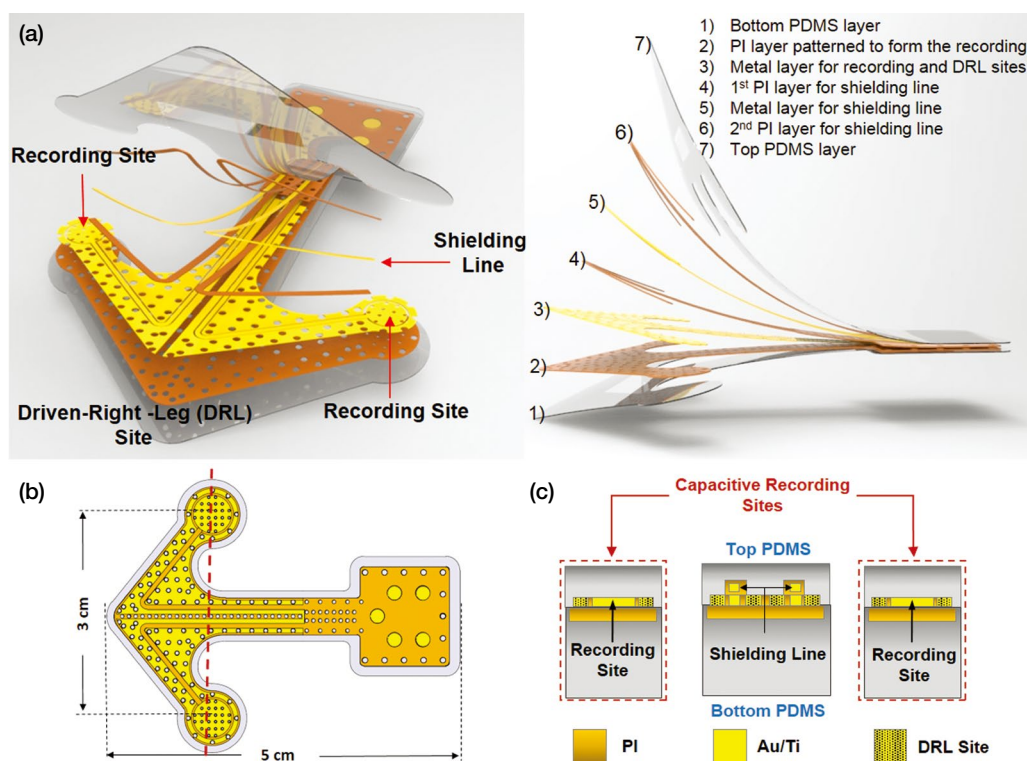 (a)
Recording Site
Shielding
Line
Driven-Right -Leg (DRL)
Site
Recording Site
1) Bottom PDMS layer
2) PI layer patterned to form the recording
3) Metal layer for recording and DRL sites
4) 1st PI layer for shielding line
5) Metal layer for shielding line
6) 2nd PI layer for shielding line
7) Top PDMS layer
7)
6)
5)
4)
3)
2)
1)
(b)
3 cm
5 cm
(c)
Capacitive Recording
Sites
Top PDMS
Recording
Site
Shielding Line
Recording
Site
Bottom PDMS
PI
Au/Ti
DRL Site